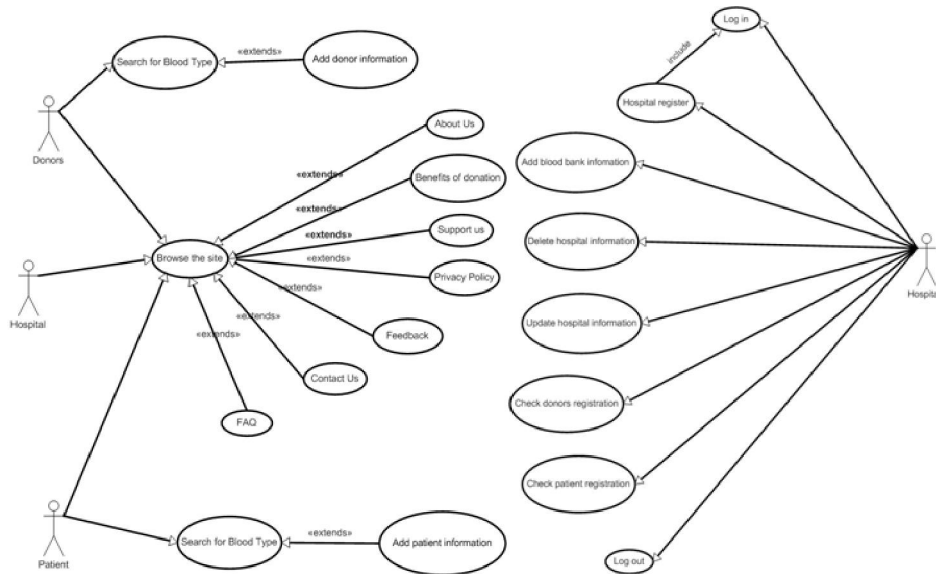 Log in
«extends»
Search for Blood Type
Add donor information
include
Hospital register
About Us
Donors
Add blood bank infomation
«extends»
Benefits of donation
«extends»
Support us
«extends»
Delete hospital information
Browse the site
«extends»
Privacy Policy
Hospital
«extends»
Hospital
Update hospital information
«extends»
Feedback
«extends»
Contact Us
Check donors registration
FAQ
Check patient registration
«extends»
Search for Blood Type
Add patient information
Patient
Log out